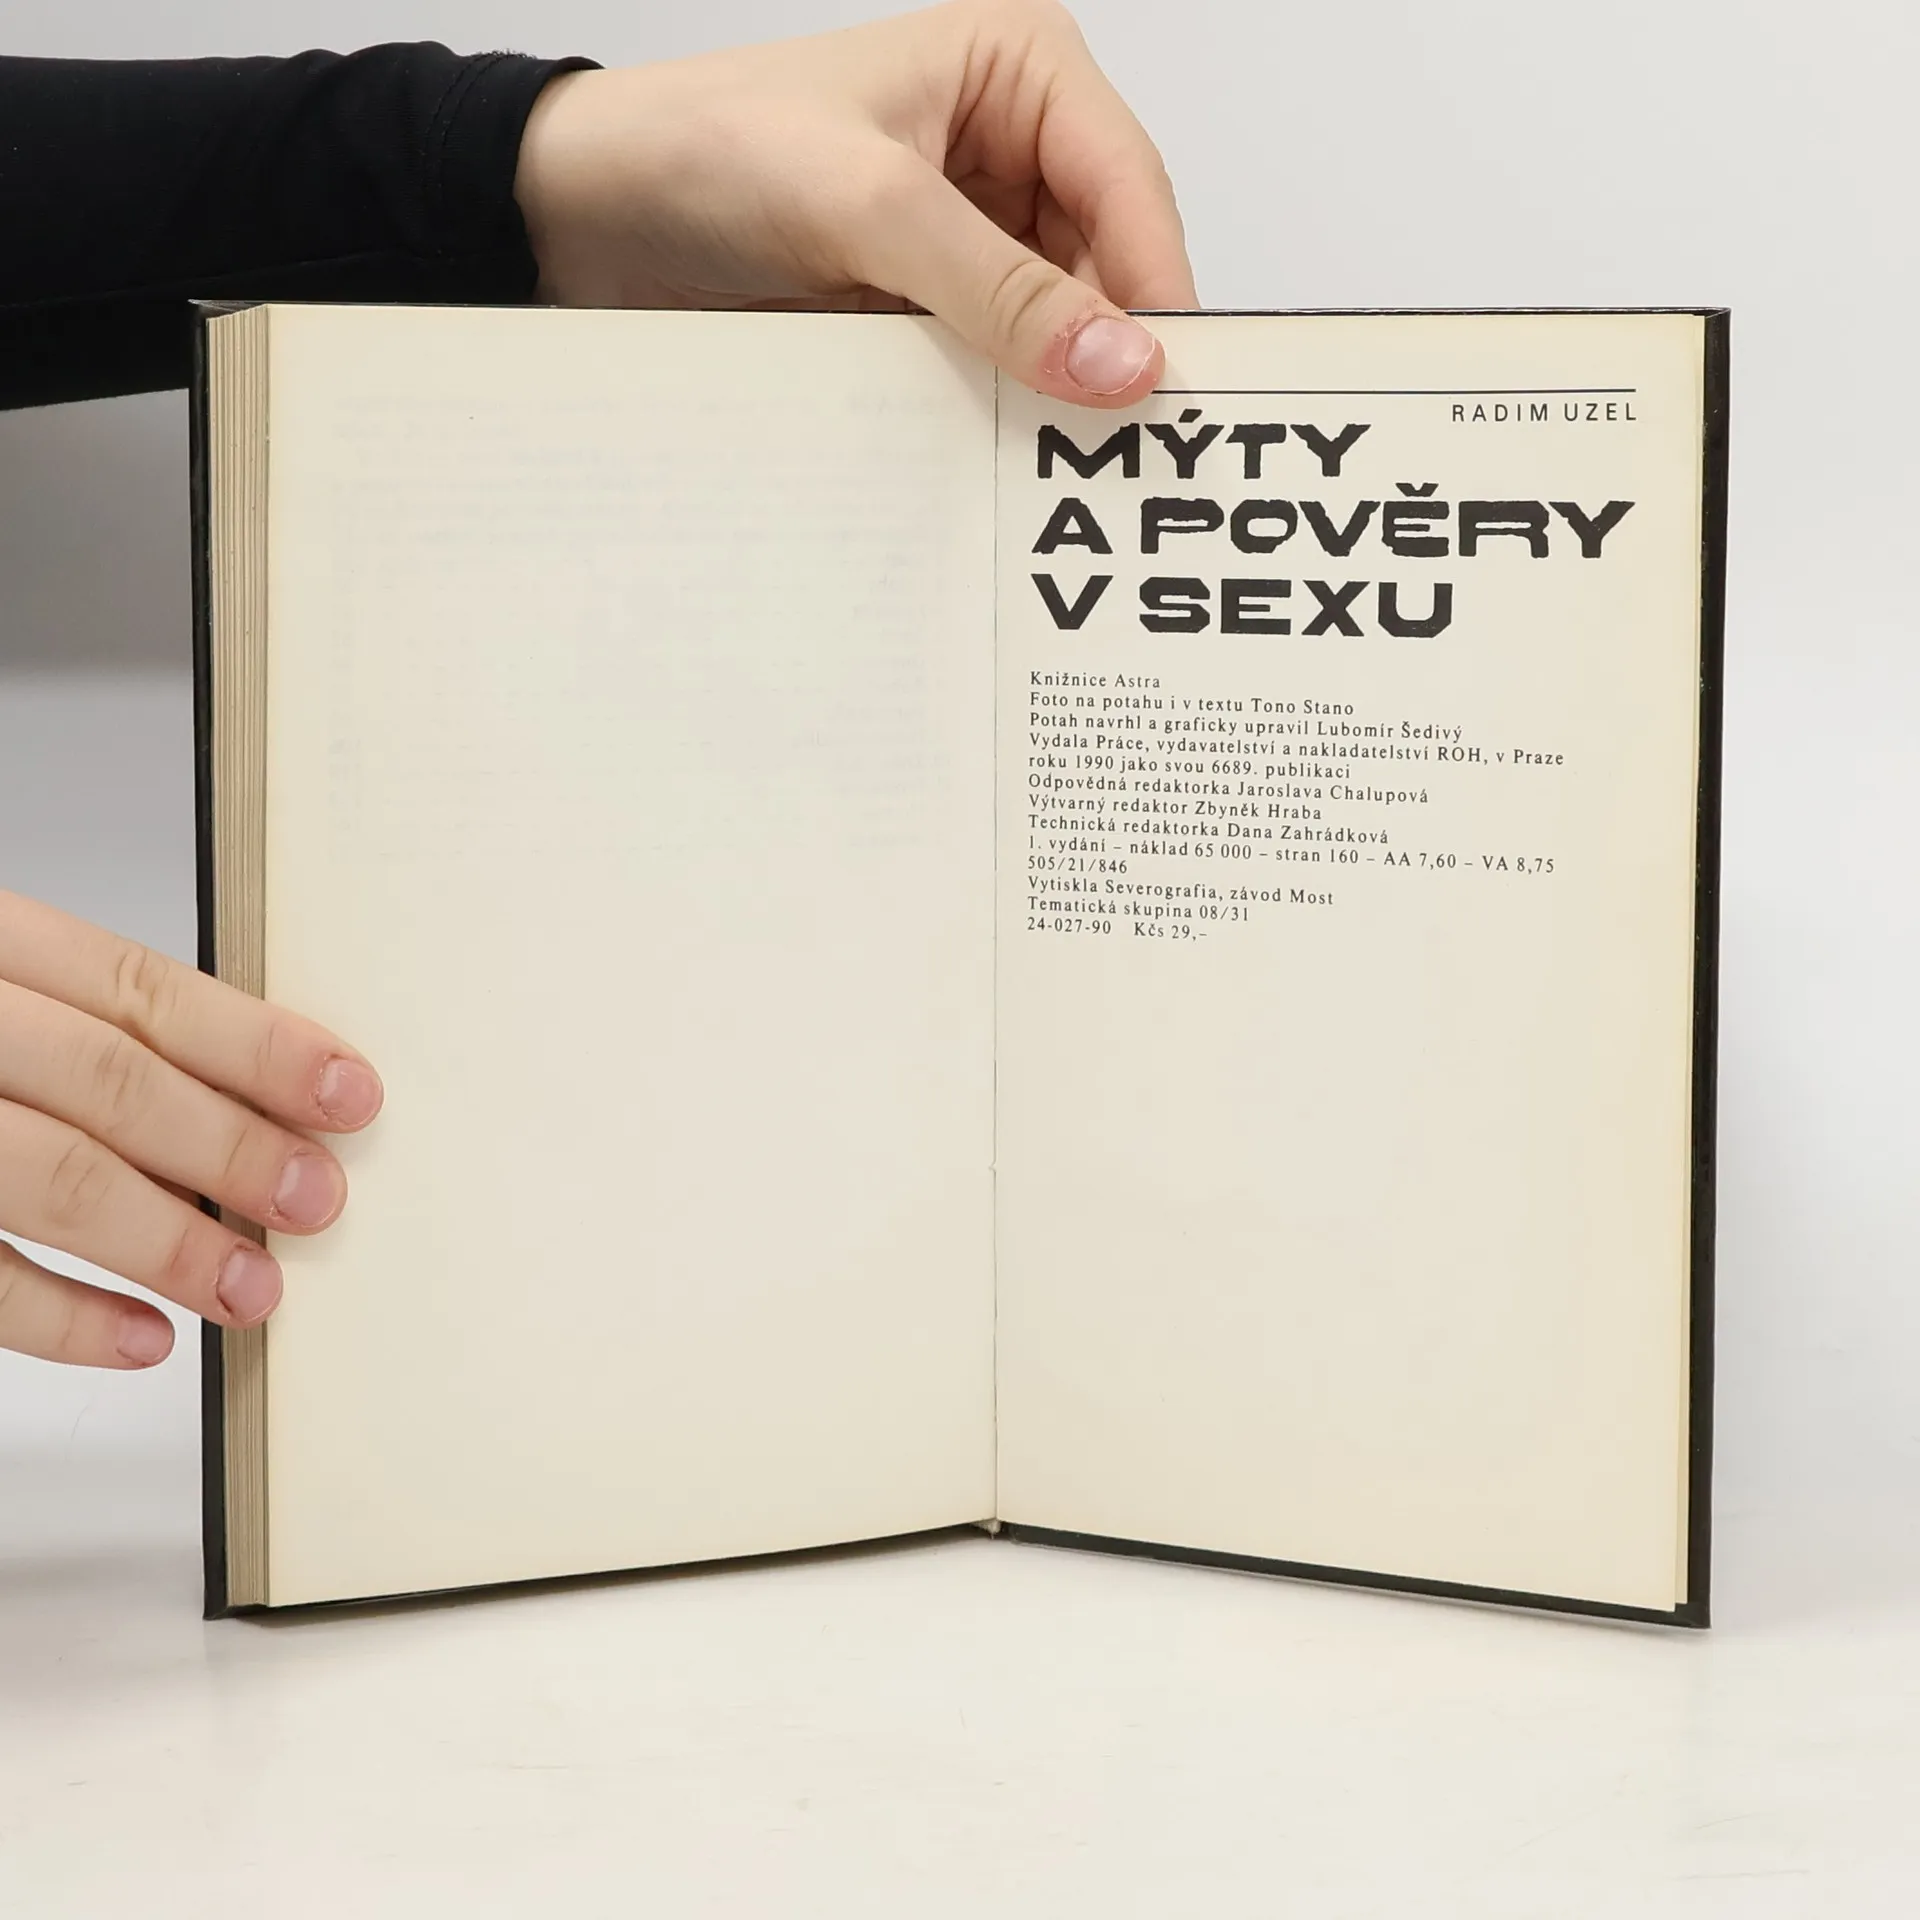 RADIM UZEL
MÝTY
A POVĚRY
V SEXU
Knižnice Astra
Foto na potahu i v textu Tono Stano
Potah navrhl a graficky upravil Lubomír Šedivý
Vydala Práce, vydavatelství a nakladatelství ROH, v Praze
roku 1990 jako svou 6689. publikaci
Odpovědná redaktorka Jaroslava Chalupová
Výtvarný redaktor Zbyněk Hraba
Technická redaktorka Dana Zahrádková
1. vydání – náklad 65 000 – stran 160 – AA 7,60 – VA 8,75
505/21/846
Vytiskla Severografia, závod Most
Tematická skupina 08/31
24-027-90 Kčs 29,–